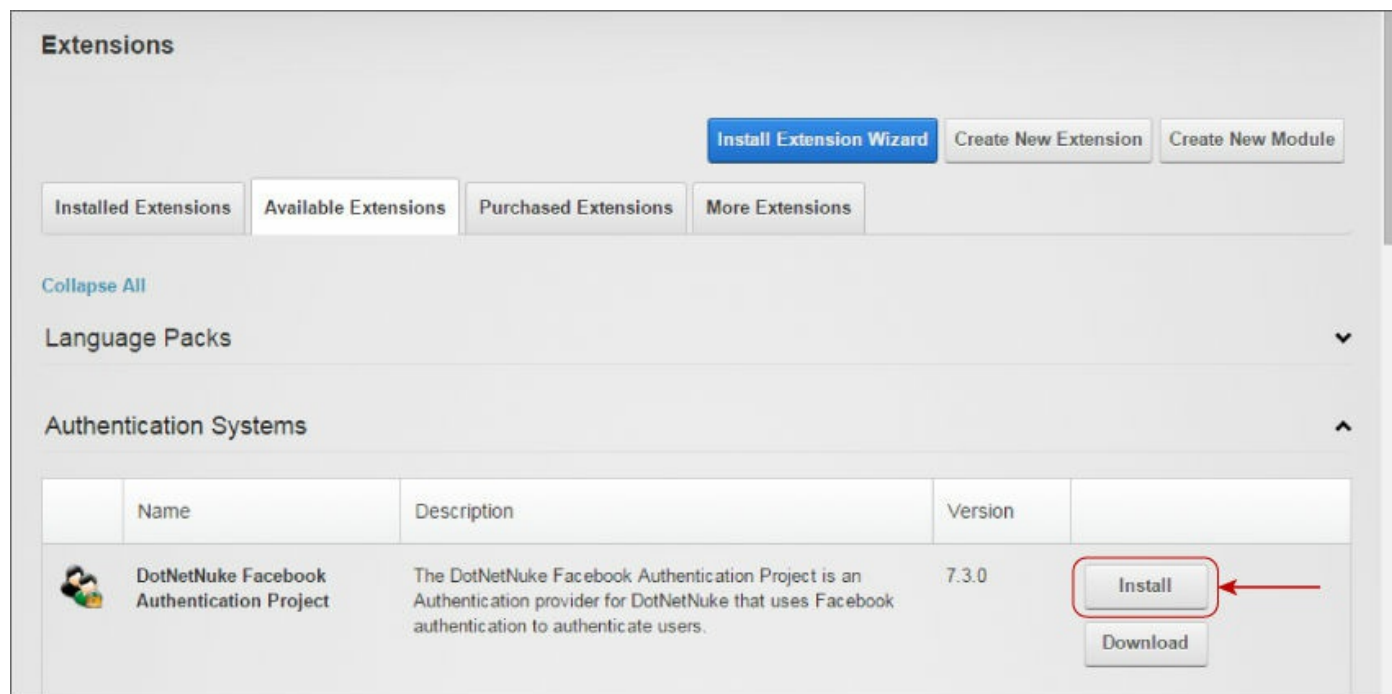 Extensions
Install Extension Wizard
Create New Extension
Create New Module
Installed Extensions
Available Extensions
Purchased Extensions
More Extensions
Collapse All
Language Packs
Authentication Systems
Name
Description
Version
DotNetNuke Facebook
Authentication Project
The DotNetNuke Facebook Authentication Project is an
Authentication provider for DotNetNuke that uses Facebook
authentication to authenticate users.
7.3.0
Install
Download